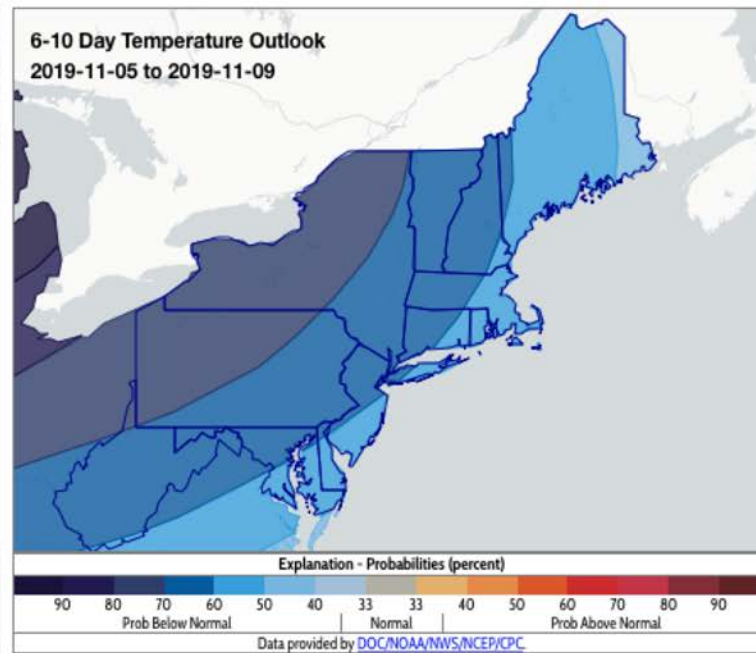 6-10 Day Temperature Outlook
2019-11-05 to 2019-11-09
Explanation - Probabilities (percent)
90 80 70 60 50 40 33 33 40 50 60 70 80 90
Prob Below Normal | Normal | Prob Above Normal
Data provided by DOC/NOAA/NWS/NCEP/CPC.